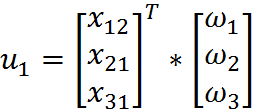 u₁ = [x₁₂ x₂₁ x₃₁]ᵀ * [ω₁ ω₂ ω₃]